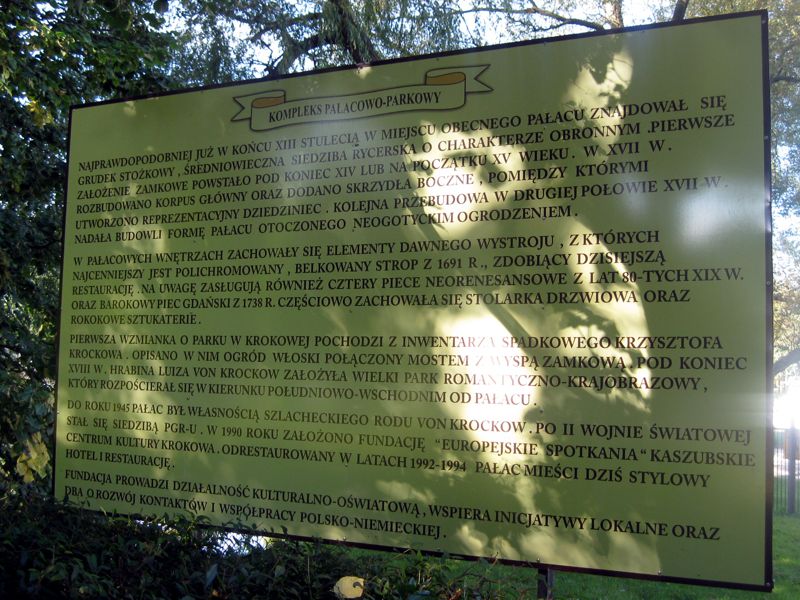 KOMPLEKS PAŁACOWO-PARKOWY
NAJPRAWDOPODOBNIEJ JUŻ W KOŃCU XIII STULECIA W MIEJSCU OBECNEGO PAŁACU ZNAJDOWAŁ SIĘ
GRUDEK STOŻKOWY , ŚREDNIOWIECZNA SIEDZIBA RYCERSKA O CHARAKTERZE OBRONNYM .PIERWSZE
ZAŁOŻENIE ZAMKOWE POWSTAŁO POD KONIEC XIV LUB NA POCZĄTKU XV WIEKU . W XVII W .
ROZBUDOWANO KORPUS GŁÓWNY ORAZ DODANO SKRZYDŁA BOCZNE , POMIĘDZY KTÓRYMI
UTWORZONO REPREZENTACYJNY DZIEDZINIEC . KOLEJNA PRZEBUDOWA W DRUGIEJ POŁOWIE XVII W .
NADAŁA BUDOWLI FORMĘ PAŁACU OTOCZONEGO NEOGOTYCKIM OGRODZENIEM .
W PAŁACOWYCH WNĘTRZACH ZACHOWAŁY SIĘ ELEMENTY DAWNEGO WYSTROJU , Z KTÓRYCH
NAJCENNIEJSZY JEST POLICHROMOWANY , BELKOWANY STROP Z 1691 R ., ZDOBIĄCY DZISIEJSZĄ
RESTAURACJĘ . NA UWAGĘ ZASŁUGUJĄ RÓWNIEŻ CZTERY PIECE NEORENESANSOWE Z LAT 80-TYCH XIX W.
ORAZ BAROKOWY PIEC GDAŃSKI Z 1738 R. CZĘŚCIOWO ZACHOWAŁA SIĘ STOLARKA DRZWIOWA ORAZ
ROKOKOWE SZTUKATERIE .
PIERWSZA WZMIANKA O PARKU W KROKOWEJ POCHODZI Z INWENTARZA SPADKOWEGO KRZYSZTOFA
KROCKOWA . OPISANO W NIM OGRÓD WŁOSKI POŁĄCZONY MOSTEM Z WYSPĄ ZAMKOWĄ . POD KONIEC
XVIII W . HRABINA LUIZA VON KROCKOW ZAŁOŻYŁA WIELKI PARK ROMANTYCZNO-KRAJOBRAZOWY ,
KTÓRY ROZPOŚCIERAŁ SIĘ W KIERUNKU POŁUDNIOWO-WSCHODNIM OD PAŁACU .
DO ROKU 1945 PAŁAC BYŁ WŁASNOŚCIĄ SZLACHECKIEGO RODU VON KROCKOW . PO II WOJNIE ŚWIATOWEJ
STAŁ SIĘ SIEDZIBĄ PGR-U . W 1990 ROKU ZAŁOŻONO FUNDACJĘ "EUROPEJSKIE SPOTKANIA" KASZUBSKIE
CENTRUM KULTURY KROKOWA . ODRESTAUROWANY W LATACH 1992-1994 PAŁAC MIEŚCI DZIŚ STYLOWY
HOTEL I RESTAURACJĘ .
FUNDACJA PROWADZI DZIAŁALNOŚĆ KULTURALNO-OŚWIATOWĄ , WSPIERA INICJATYWY LOKALNE ORAZ
DBA O ROZWÓJ KONTAKTÓW I WSPÓŁPRACY POLSKO-NIEMIECKIEJ .